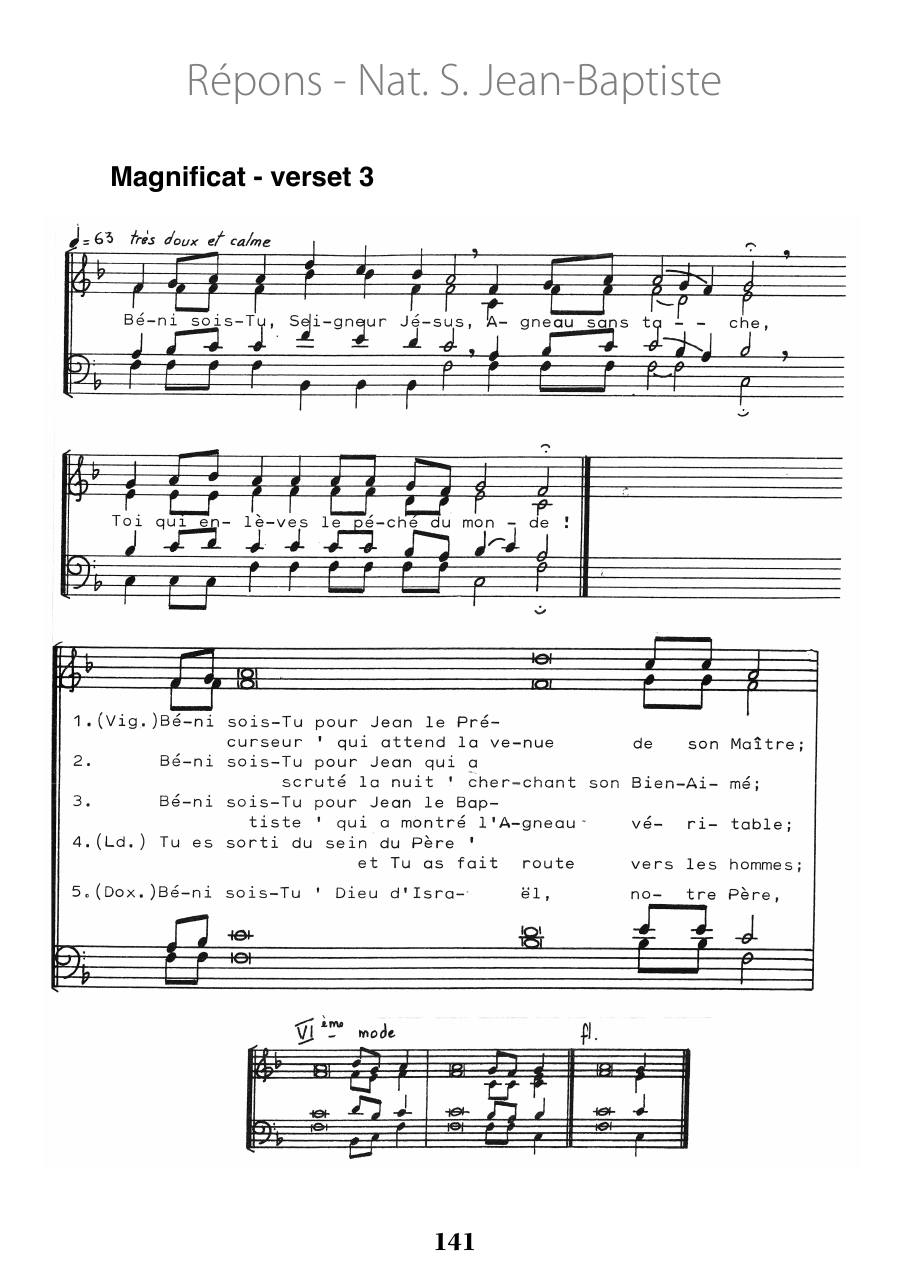 Répons - Nat. S. Jean-Baptiste
Magnificat - verset 3
♩ = 63 très doux et calme
Bé-ni sois-Tu, Sei-gneur Jé-sus, A- gneau sans ta - - che,
Toi qui en- lè-ves le pé-ché du mon - de !
1.(Vig.)Bé-ni sois-Tu pour Jean le Pré-
curseur ' qui attend la ve-nue de son Maître;
2. Bé-ni sois-Tu pour Jean qui a
scruté la nuit ' cher-chant son Bien-Ai- mé;
3. Bé-ni sois-Tu pour Jean le Bap-
tiste ' qui a montré l'A-gneau vé- ri- table;
4.(Ld.) Tu es sorti du sein du Père '
et Tu as fait route vers les hommes;
5.(Dox.)Bé-ni sois-Tu ' Dieu d'Isra- ël, no- tre Père,
VI ème mode fl.
141